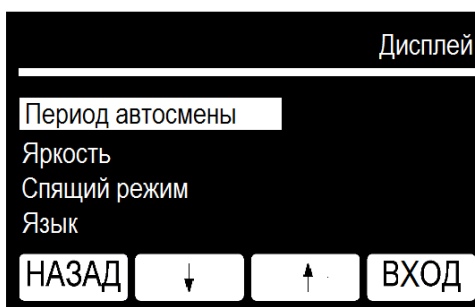 Дисплей
Период автосмены
Яркость
Спящий режим
Язык
НАЗАД ↓ ↑ ВХОД